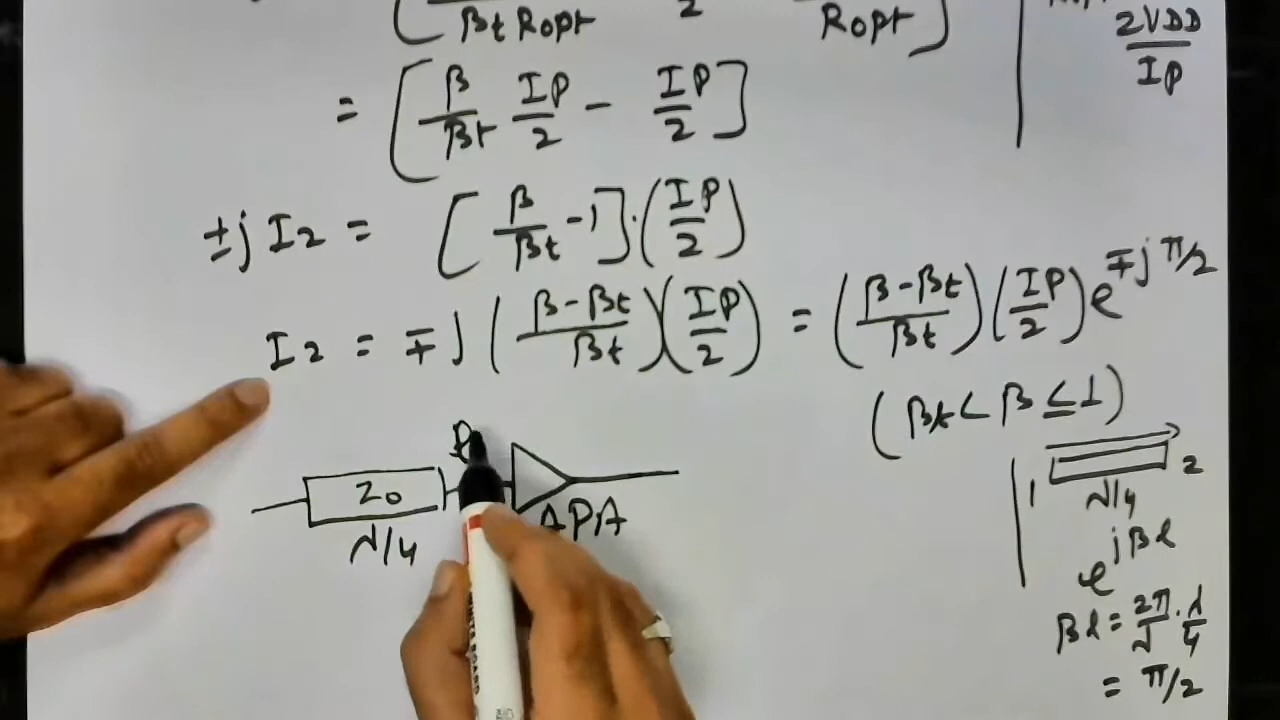 [ βt Ropt 2 Ropt ]
2VDD / IP
= [ β/βt IP/2 - IP/2 ]
±j I2 = [ β/βt - 1 ] · (IP/2)
I2 = ∓j ( (β - βt)/βt ) (IP/2) = ( (β - βt)/βt ) (IP/2) e^(∓jπ/2)
(βt < β ≤ 1)
Z0
λ/4
APA
1 2
λ/4
e^(jβl)
βl = 2π/λ · λ/4
= π/2